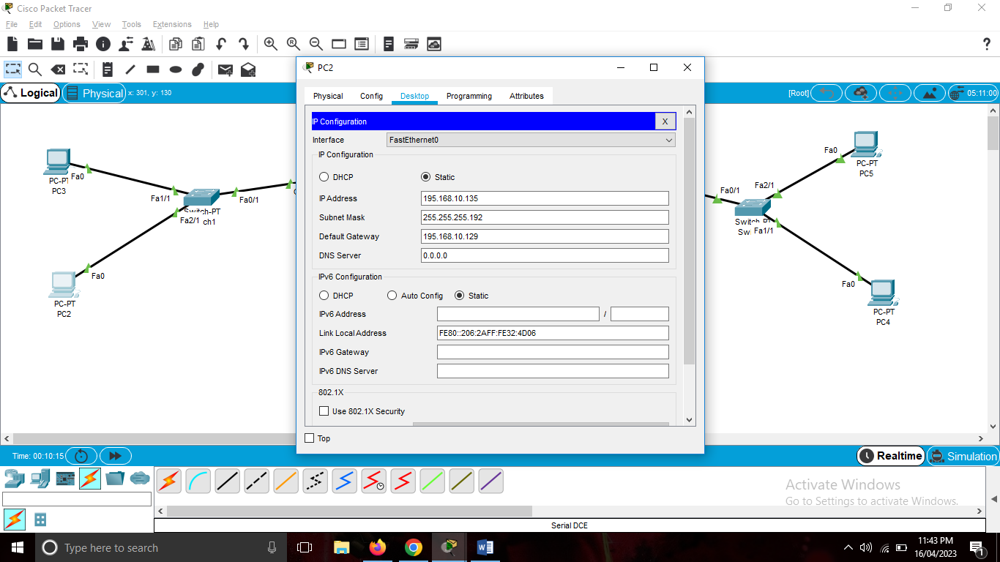 Cisco Packet Tracer
File Edit Options View Tools Extensions Help
?
Logical
Physical
x: 301, y: 130
[Root]
05:11:00
PC-PT
PC3
Fa0
Fa1/1
Fa0/1
Switch-PT
ch1
Fa2/1
Fa0
PC-PT
PC2
PC2
Physical Config Desktop Programming Attributes
IP Configuration X
Interface FastEthernet0
IP Configuration
DHCP Static
IP Address 195.168.10.135
Subnet Mask 255.255.255.192
Default Gateway 195.168.10.129
DNS Server 0.0.0.0
IPv6 Configuration
DHCP Auto Config Static
IPv6 Address /
Link Local Address FE80::206:2AFF:FE32:4D06
IPv6 Gateway
IPv6 DNS Server
802.1X
Use 802.1X Security
Top
Fa0
PC-PT
PC5
Fa0/1
Fa2/1
Sw
Fa1/1
Fa0
PC-PT
PC4
Time: 00:10:15
Realtime
Simulation
Activate Windows
Go to Settings to activate Windows.
Serial DCE
Type here to search
11:43 PM
16/04/2023
1